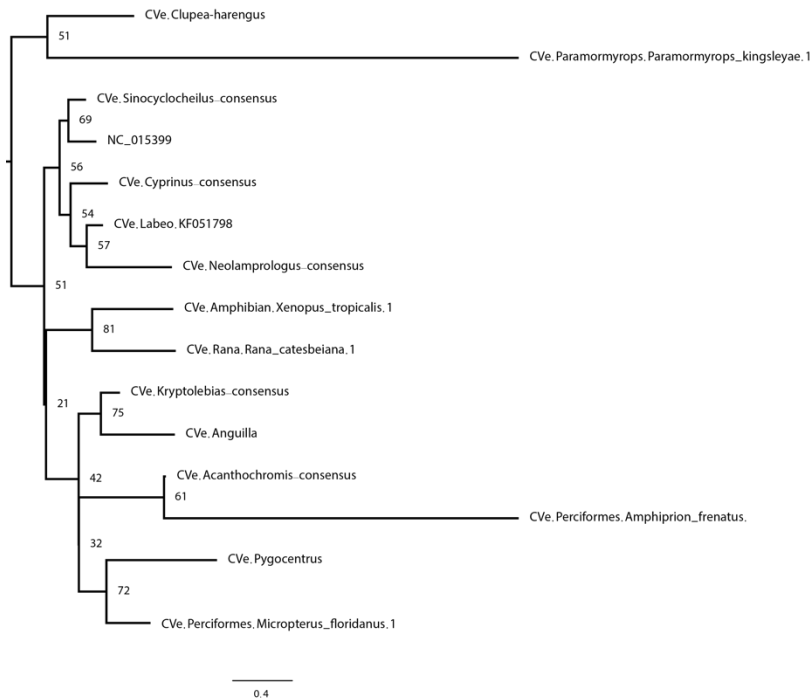 CVe.Clupea-harengus
51
CVe.Paramormyrops.Paramormyrops_kingsleyae.1
CVe.Sinocyclocheilus-consensus
69
NC_015399
56
CVe.Cyprinus-consensus
54
CVe.Labeo.KF051798
57
CVe.Neolamprologus-consensus
51
CVe.Amphibian.Xenopus_tropicalis.1
81
CVe.Rana.Rana_catesbeiana.1
CVe.Kryptolebias-consensus
21
75
CVe.Anguilla
42
CVe.Acanthochromis-consensus
61
CVe.Perciformes.Amphiprion_frenatus.
32
CVe.Pygocentrus
72
CVe.Perciformes.Micropterus_floridanus.1
0.4